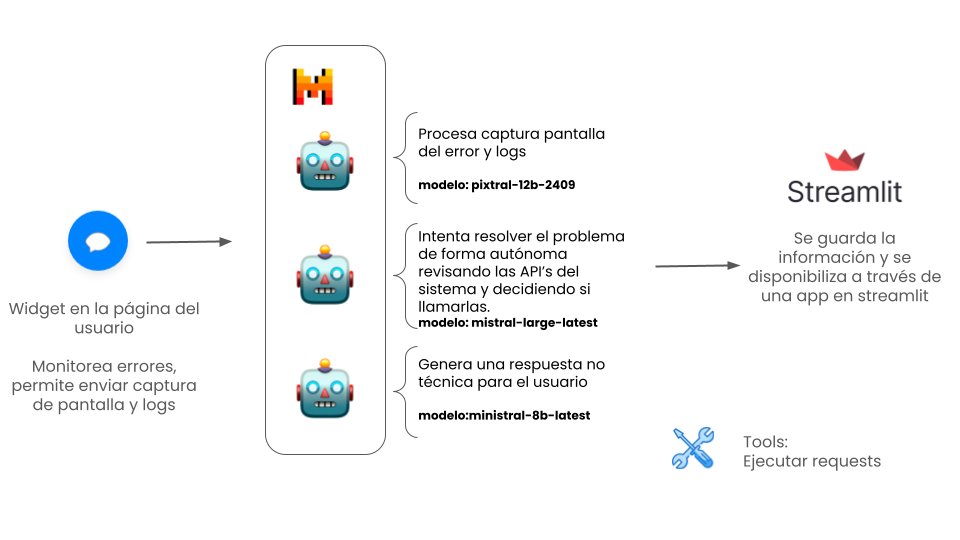 Widget en la página del
usuario
Monitorea errores,
permite enviar captura
de pantalla y logs
Procesa captura pantalla
del error y logs
modelo: pixtral-12b-2409
Intenta resolver el problema
de forma autónoma
revisando las API’s del
sistema y decidiendo si
llamarlas.
modelo: mistral-large-latest
Genera una respuesta no
técnica para el usuario
modelo:ministral-8b-latest
Streamlit
Se guarda la
información y se
disponibiliza a través de
una app en streamlit
Tools:
Ejecutar requests